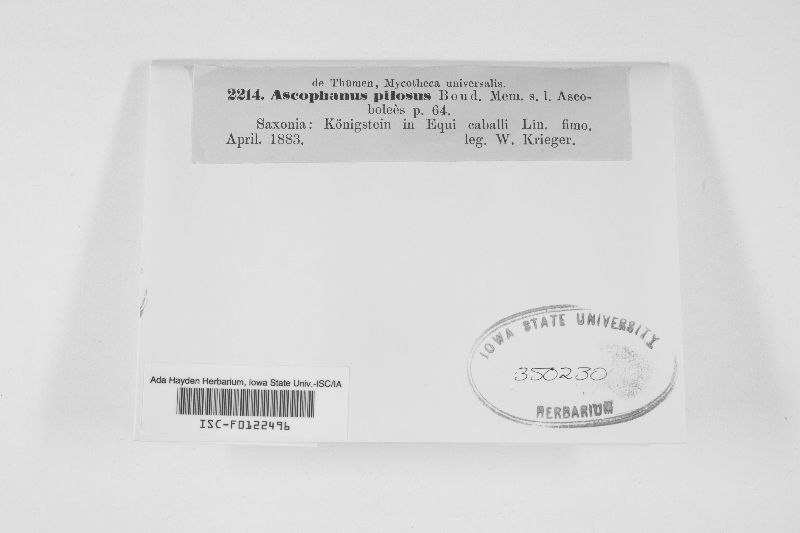 de Thümen, Mycotheca universalis.
2214. Ascophanus pilosus Boud. Mem. s. l. Asco-
boleès p. 64.
Saxonia: Königstein in Equi caballi Lin. fimo.
April. 1883. leg. W. Krieger.
IOWA STATE UNIVERSITY
350230
HERBARIUM
Ada Hayden Herbarium, Iowa State Univ.-ISC/IA
ISC-F0122496